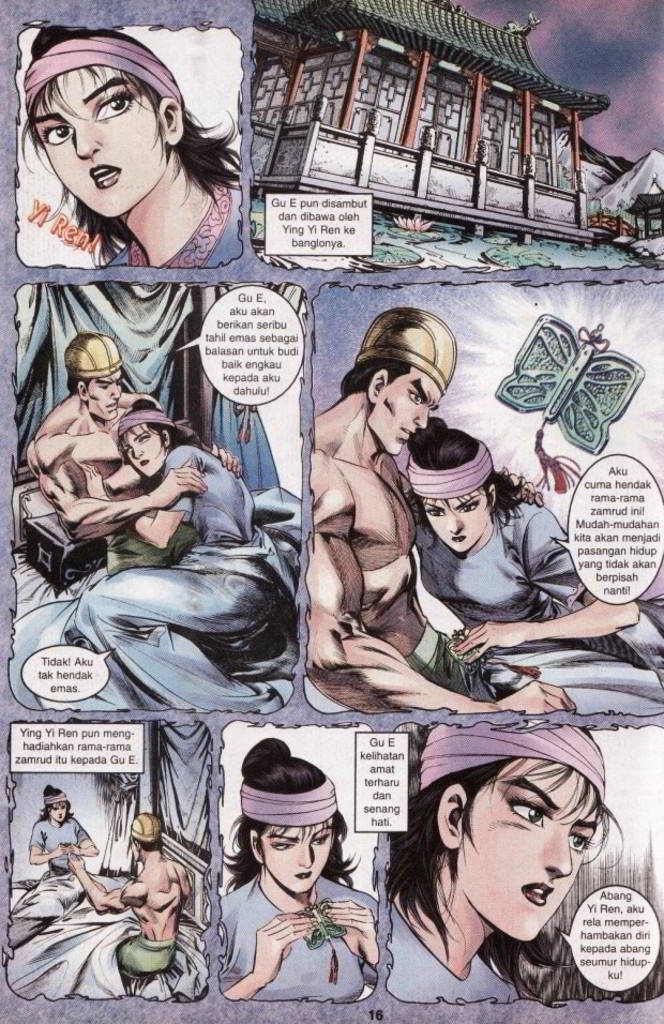 Yi Ren!
Gu E pun disambut
dan dibawa oleh
Ying Yi Ren ke
banglonya.
Gu E,
aku akan
berikan seribu
tahil emas sebagai
balasan untuk budi
baik engkau
kepada aku
dahulu!
Tidak! Aku
tak hendak
emas.
Aku
cuma hendak
rama-rama
zamrud ini!
Mudah-mudahan
kita akan menjadi
pasangan hidup
yang tidak akan
berpisah
nanti!
Ying Yi Ren pun meng-
hadiahkan rama-rama
zamrud itu kepada Gu E.
Gu E
kelihatan
amat
terharu
dan
senang
hati.
Abang
Yi Ren, aku
rela memper-
hambakan diri
kepada abang
seumur hidup-
ku!
16